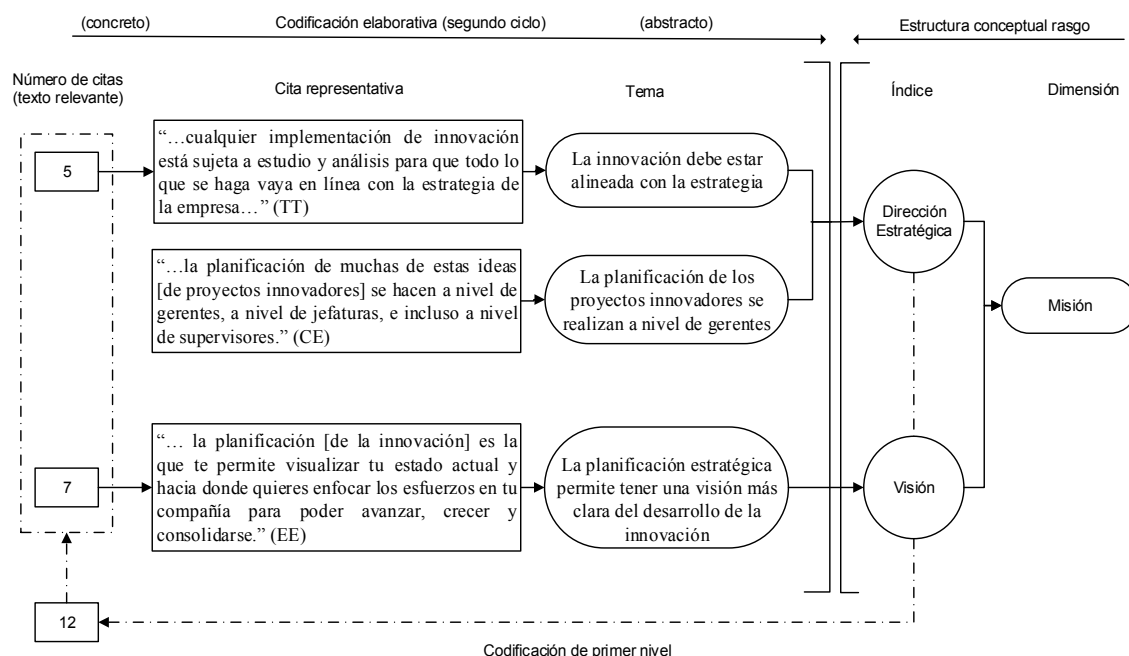 (concreto) Codificación elaborativa (segundo ciclo) (abstracto) Estructura conceptual rasgo
Número de citas
(texto relevante)
Cita representativa
Tema
Índice
Dimensión
5
“…cualquier implementación de innovación
está sujeta a estudio y análisis para que todo lo
que se haga vaya en línea con la estrategia de
la empresa…” (TT)
La innovación debe estar
alineada con la estrategia
“…la planificación de muchas de estas ideas
[de proyectos innovadores] se hacen a nivel de
gerentes, a nivel de jefaturas, e incluso a nivel
de supervisores.” (CE)
La planificación de los
proyectos innovadores se
realizan a nivel de gerentes
Dirección
Estratégica
Misión
7
“… la planificación [de la innovación] es la
que te permite visualizar tu estado actual y
hacia donde quieres enfocar los esfuerzos en tu
compañía para poder avanzar, crecer y
consolidarse.” (EE)
La planificación estratégica
permite tener una visión más
clara del desarrollo de la
innovación
Visión
12
Codificación de primer nivel